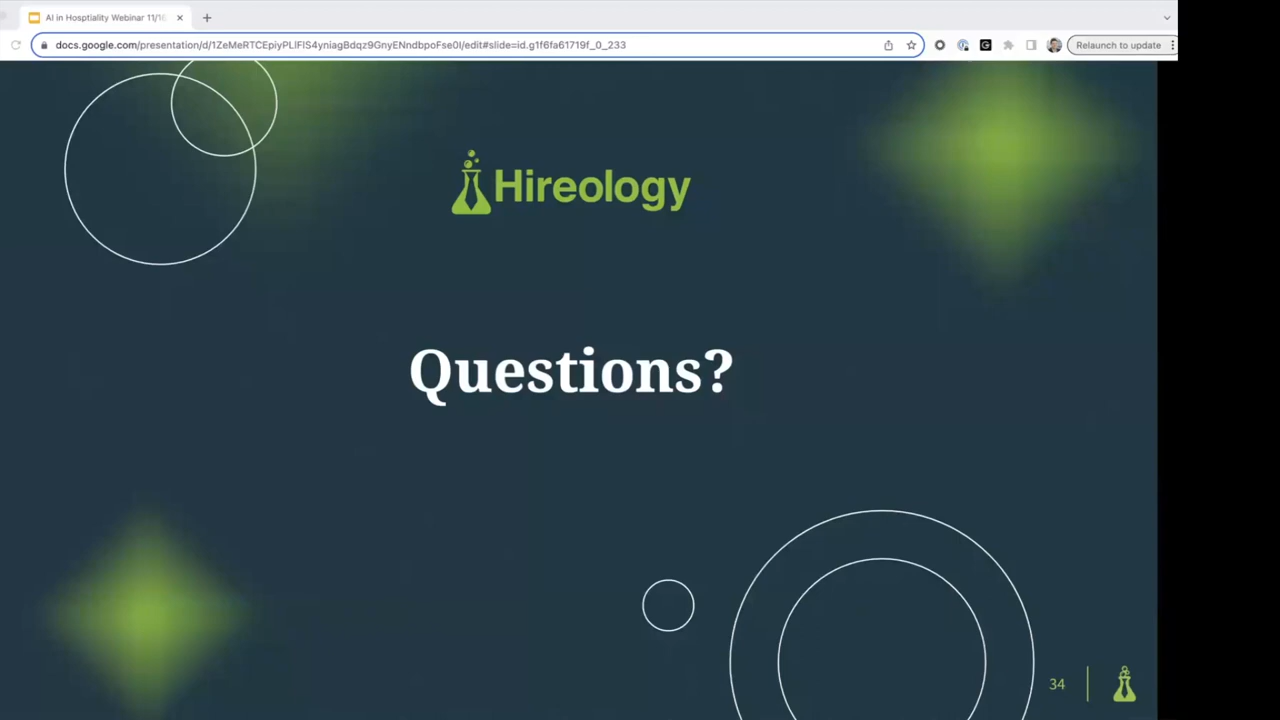 AI in Hosptiality Webinar 11/16
docs.google.com/presentation/d/1ZeMeRTCEpiyPLIFIS4yniagBdqz9GnyENndbpoFse0I/edit#slide=id.g1f6fa61719f_0_233
Relaunch to update
Hireology
Questions?
34